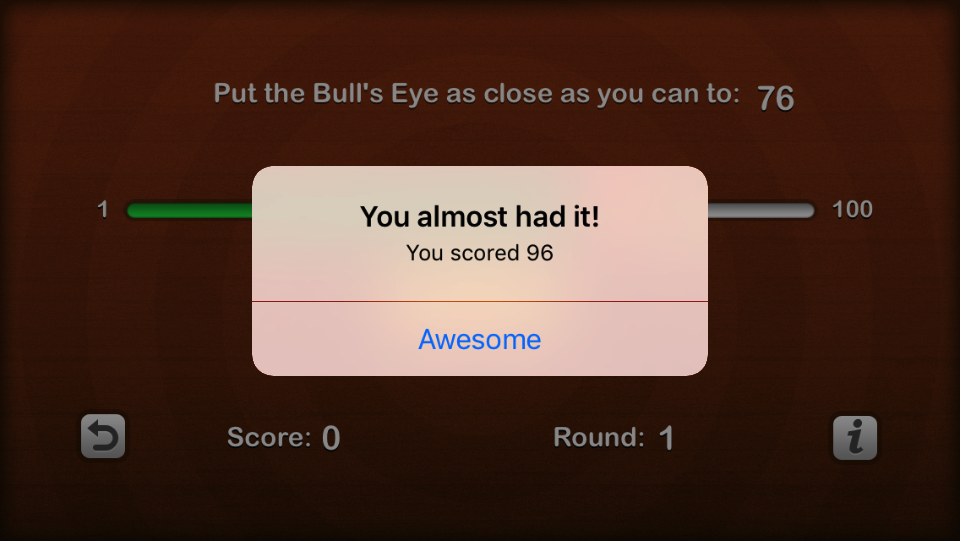 Put the Bull's Eye as close as you can to: 76
1 100
You almost had it!
You scored 96
Awesome
Score: 0 Round: 1 i